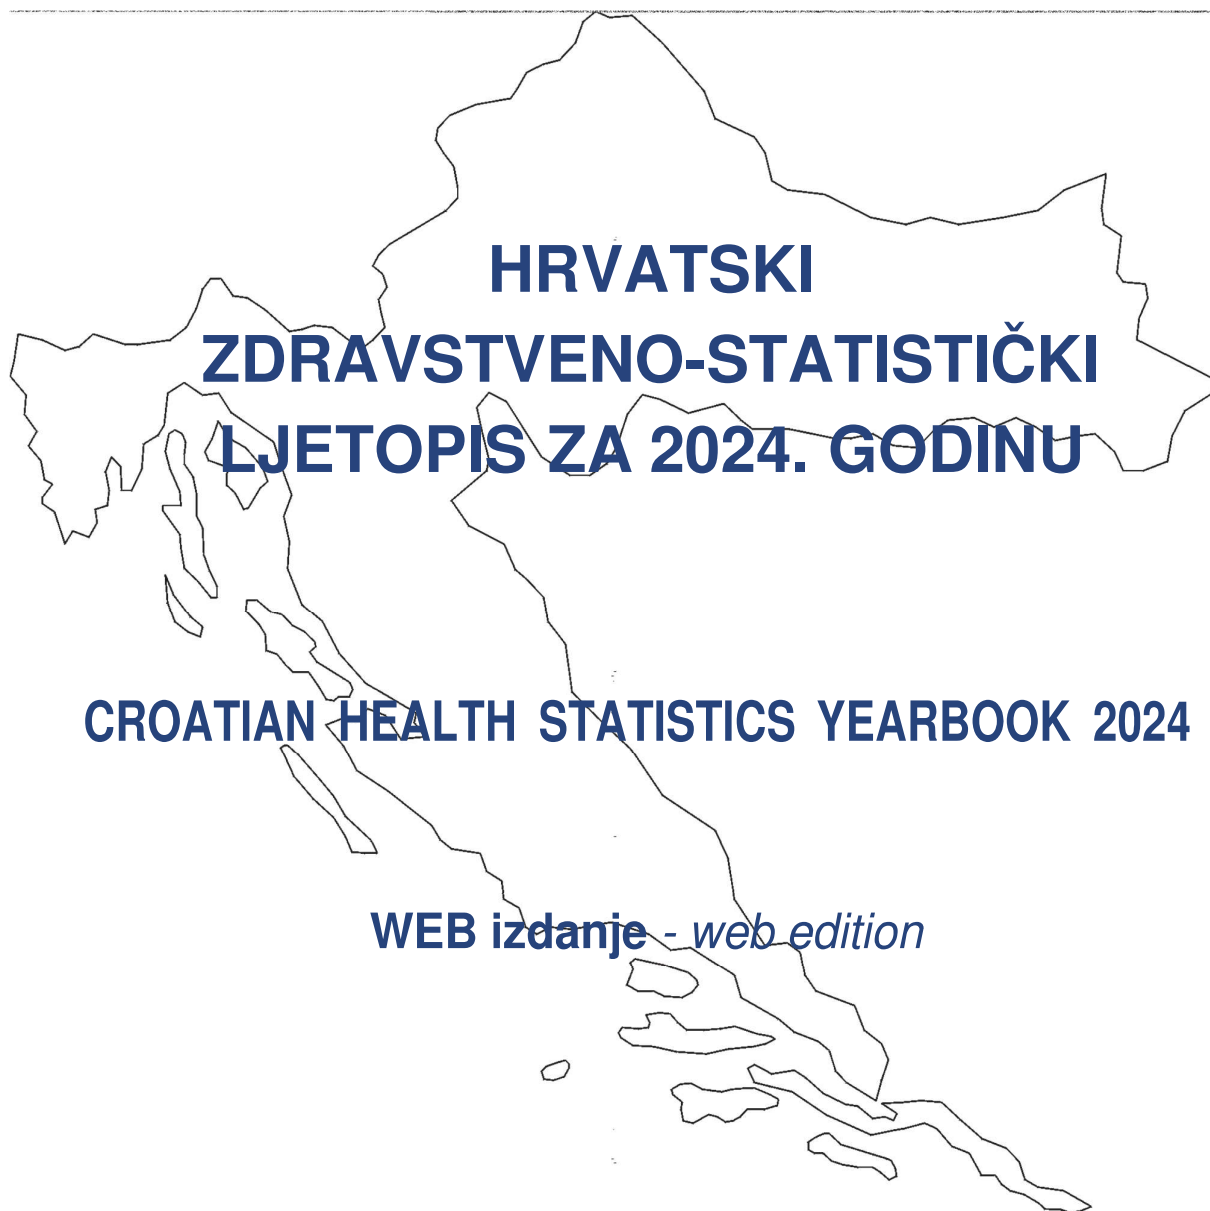 HRVATSKI
ZDRAVSTVENO-STATISTIČKI
LJETOPIS ZA 2024. GODINU
CROATIAN HEALTH STATISTICS YEARBOOK 2024
WEB izdanje - web edition